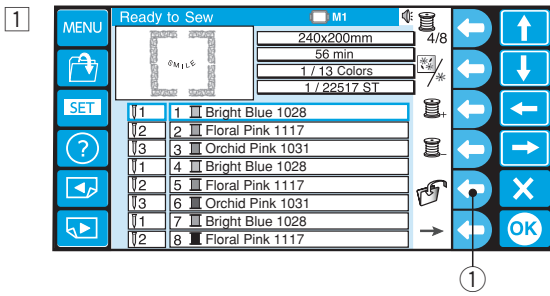 1
MENU
Ready to Sew
M1
4/8
SMILE
240x200mm
56 min
1 / 13 Colors
1 / 22517 ST
SET
1 1 Bright Blue 1028
2 2 Floral Pink 1117
3 3 Orchid Pink 1031
1 4 Bright Blue 1028
2 5 Floral Pink 1117
3 6 Orchid Pink 1031
1 7 Bright Blue 1028
2 8 Floral Pink 1117
?
X
OK
1